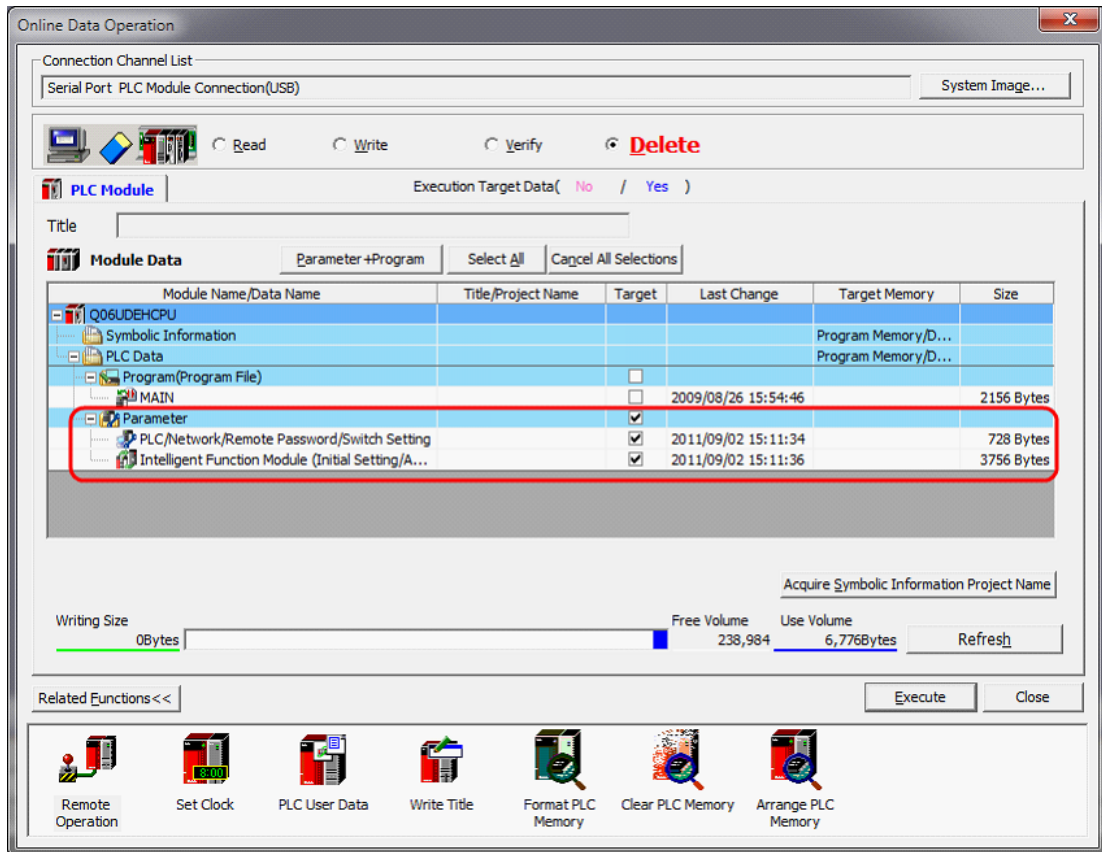 Online Data Operation
Connection Channel List
Serial Port PLC Module Connection(USB)
System Image...
Read
Write
Verify
Delete
PLC Module
Execution Target Data( No / Yes )
Title
Module Data
Parameter+Program
Select All
Cancel All Selections
Module Name/Data Name Title/Project Name Target Last Change Target Memory Size
Q06UDEHCPU
Symbolic Information Program Memory/D...
PLC Data Program Memory/D...
Program(Program File)
MAIN 2009/08/26 15:54:46 2156 Bytes
Parameter
PLC/Network/Remote Password/Switch Setting 2011/09/02 15:11:34 728 Bytes
Intelligent Function Module (Initial Setting/A... 2011/09/02 15:11:36 3756 Bytes
Acquire Symbolic Information Project Name
Writing Size Free Volume Use Volume
0Bytes 238,984 6,776Bytes
Refresh
Related Functions<<
Execute
Close
8:00
Remote
Operation
Set Clock
PLC User Data
Write Title
Format PLC
Memory
Clear PLC Memory
Arrange PLC
Memory